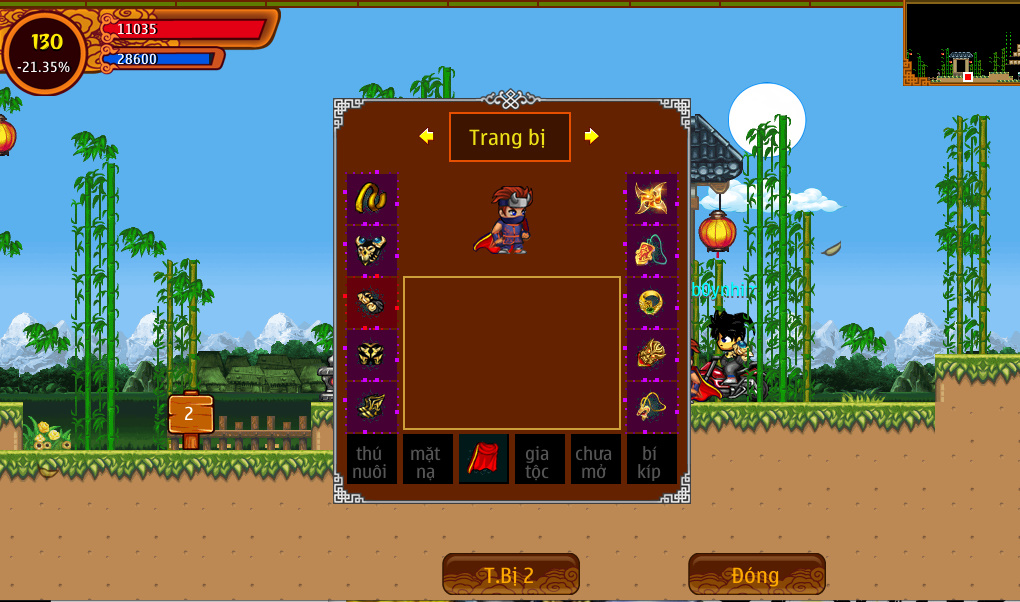 130
-21.35%
11035
28600
Trang bị
2
thú
nuôi
mặt
nạ
gia
tộc
chưa
mở
bí
kíp
T.Bị 2
Đóng